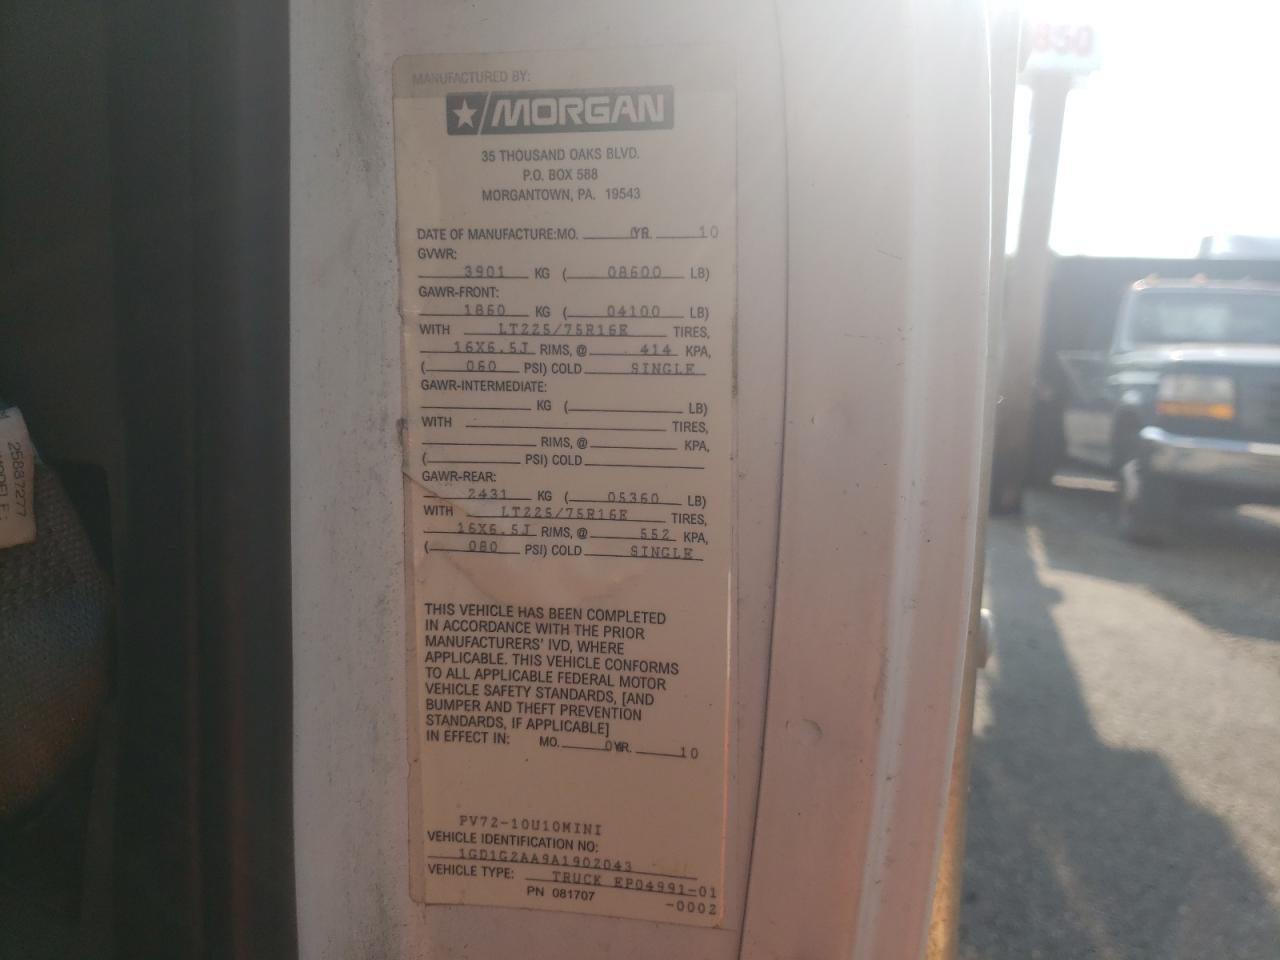 850
MANUFACTURED BY:
MORGAN
35 THOUSAND OAKS BLVD.
P.O. BOX 588
MORGANTOWN, PA. 19543
DATE OF MANUFACTURE: MO. YR. 10
GVWR:
3901 KG ( 08600 LB)
GAWR-FRONT:
1860 KG ( 04100 LB)
WITH LT225/75R16E TIRES,
16X6.5J RIMS, @ 414 KPA,
( 060 PSI) COLD SINGLE
GAWR-INTERMEDIATE:
KG ( LB)
WITH TIRES,
RIMS, @ KPA,
( PSI) COLD
GAWR-REAR:
2431 KG ( 05360 LB)
WITH LT225/75R16E TIRES,
16X6.5J RIMS, @ 552 KPA,
( 080 PSI) COLD SINGLE
THIS VEHICLE HAS BEEN COMPLETED
IN ACCORDANCE WITH THE PRIOR
MANUFACTURERS' IVD, WHERE
APPLICABLE. THIS VEHICLE CONFORMS
TO ALL APPLICABLE FEDERAL MOTOR
VEHICLE SAFETY STANDARDS, [AND
BUMPER AND THEFT PREVENTION
STANDARDS, IF APPLICABLE]
IN EFFECT IN: MO. YR. 10
PV72-10U10MINI
VEHICLE IDENTIFICATION NO:
1GD1G2AA9A1902043
VEHICLE TYPE: TRUCK EP04991-01
-0002
PN 081707
25887277